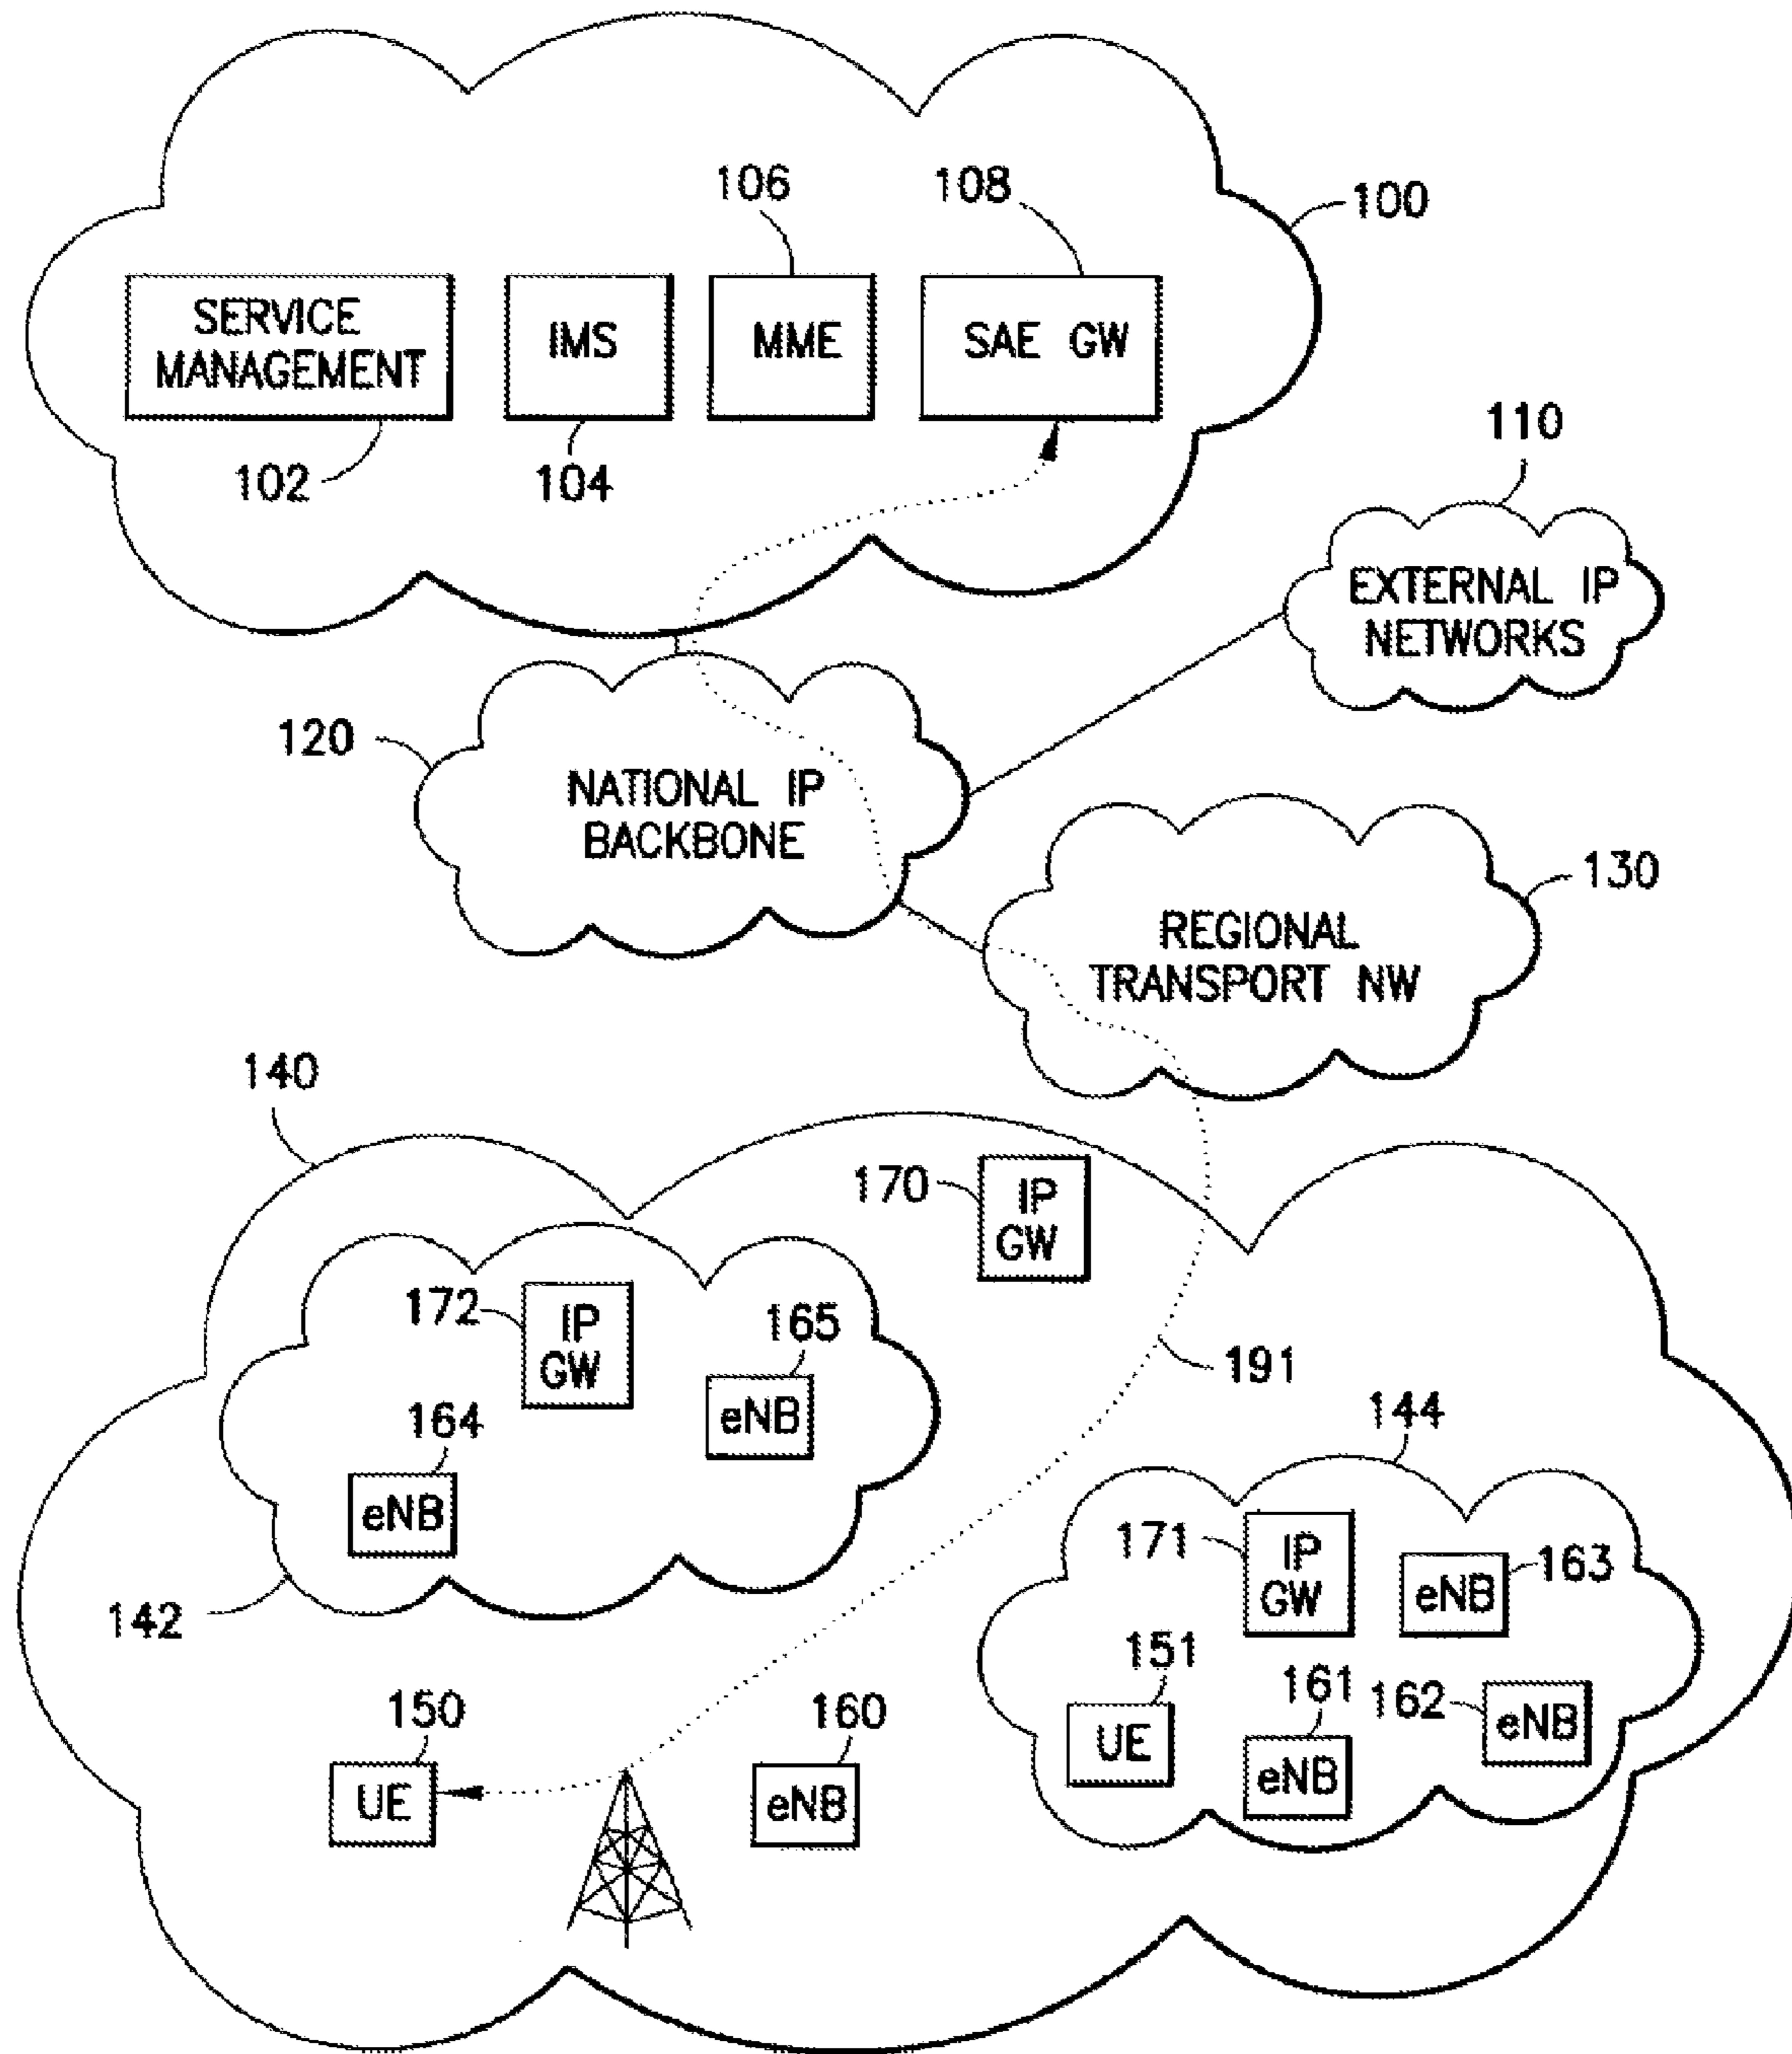 106
108
100
SERVICE
MANAGEMENT
IMS
MME
SAE GW
102
104
110
EXTERNAL IP
NETWORKS
120
NATIONAL IP
BACKBONE
130
REGIONAL
TRANSPORT NW
140
170
IP
GW
172
IP
GW
165
eNB
191
164
eNB
144
171
IP
GW
eNB
163
142
151
UE
161
eNB
162
eNB
150
UE
160
eNB